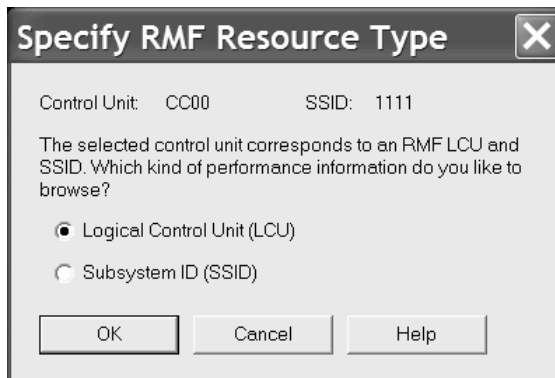 Specify RMF Resource Type
Control Unit: CC00 SSID: 1111
The selected control unit corresponds to an RMF LCU and
SSID. Which kind of performance information do you like to
browse?
Logical Control Unit (LCU)
Subsystem ID (SSID)
OK Cancel Help